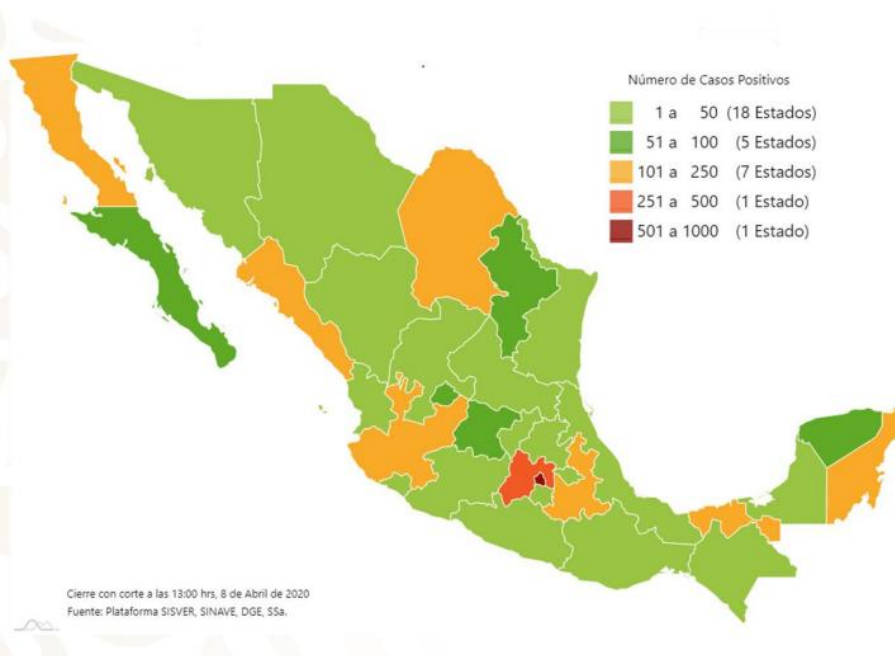 Número de Casos Positivos
1 a 50 (18 Estados)
51 a 100 (5 Estados)
101 a 250 (7 Estados)
251 a 500 (1 Estado)
501 a 1000 (1 Estado)
Cierre con corte a las 13:00 hrs, 8 de Abril de 2020
Fuente: Plataforma SISVER, SINAVE, DGE, SSa.